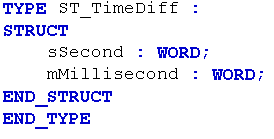 TYPE ST_TimeDiff :
STRUCT
    sSecond : WORD;
    mMillisecond : WORD;
END_STRUCT
END_TYPE